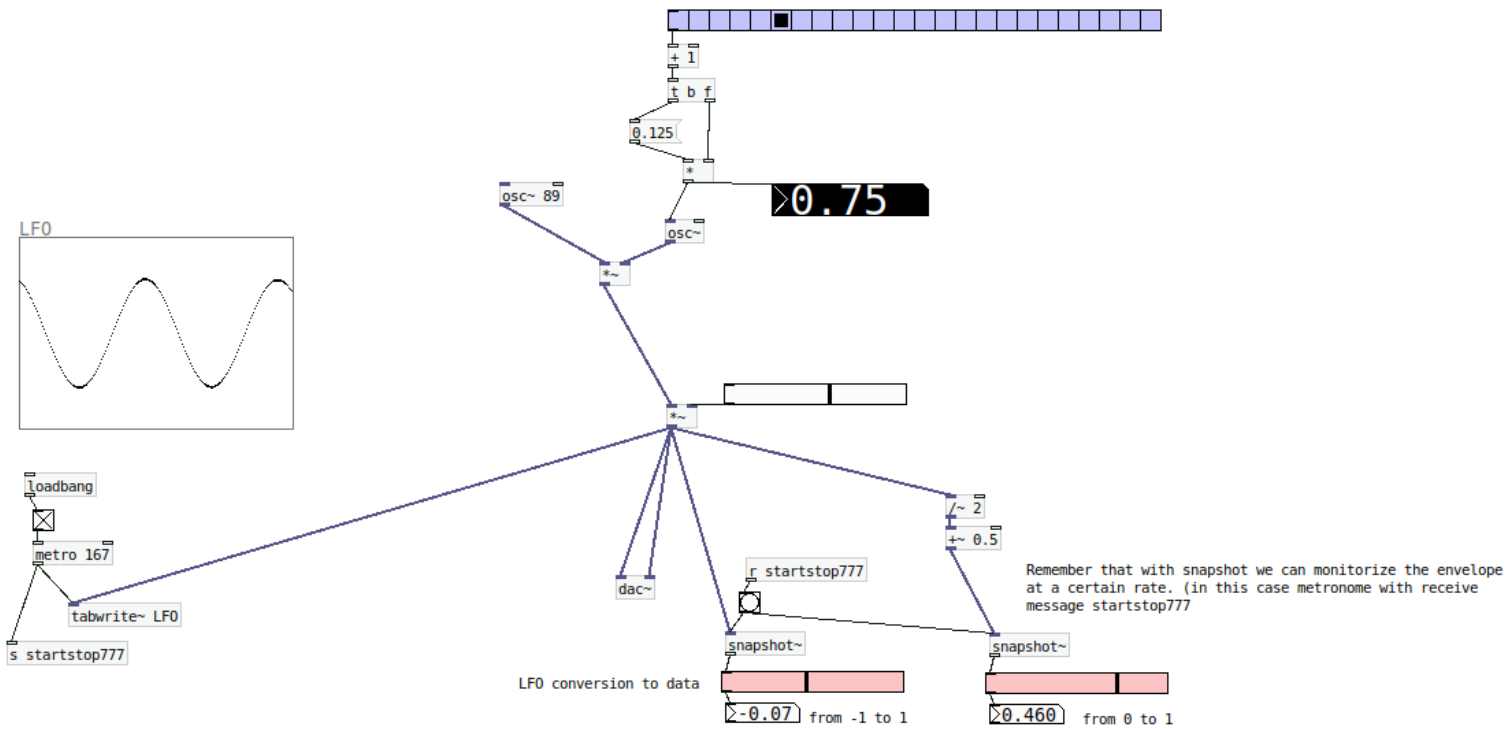 + 1
t b f
0.125
*
osc~ 89
0.75
osc~
LFO
*~
*~
loadbang
/~ 2
+~ 0.5
metro 167
r startstop777
Remember that with snapshot we can monitorize the envelope
at a certain rate. (in this case metronome with receive
message startstop777
dac~
tabwrite~ LFO
snapshot~
snapshot~
s startstop777
LFO conversion to data
-0.07
from -1 to 1
0.460
from 0 to 1